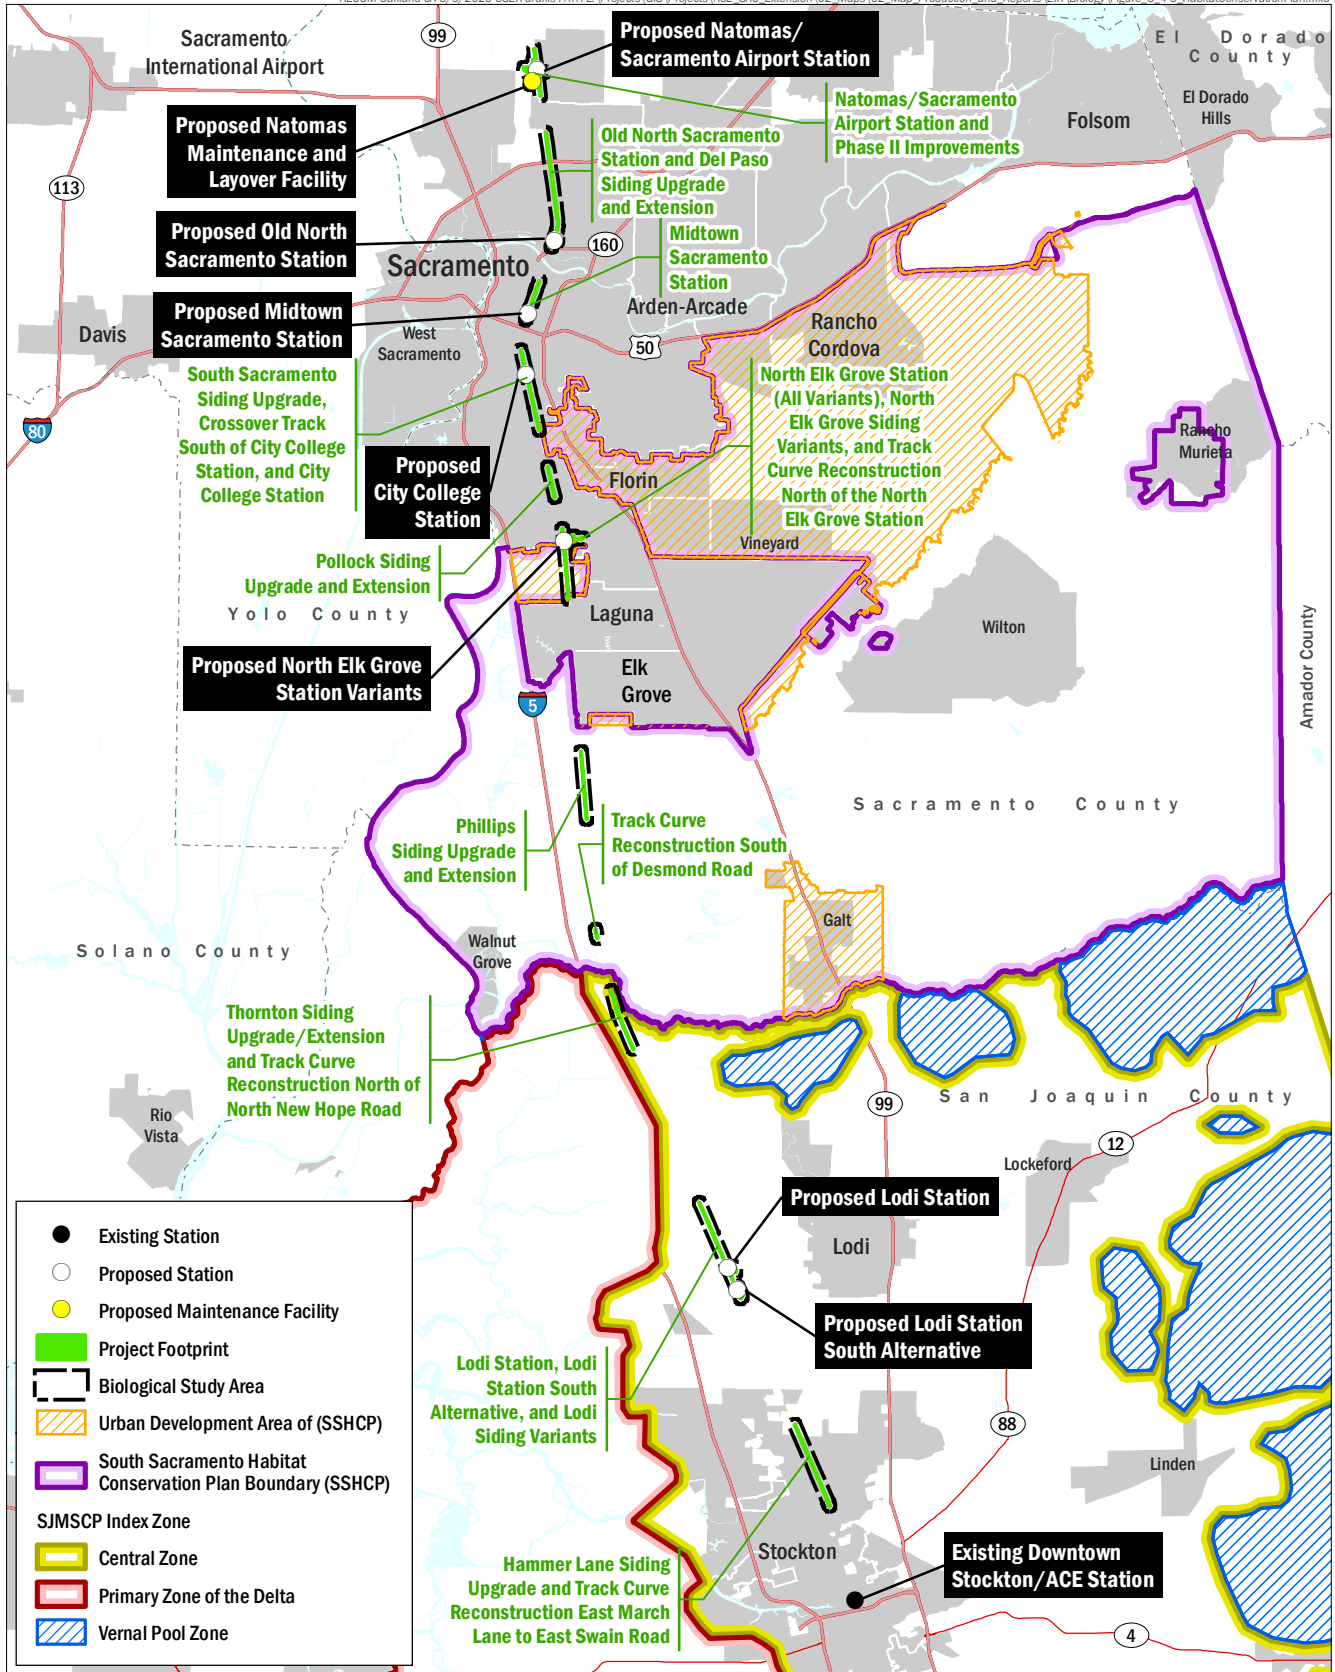 Sacramento
International Airport
99
Proposed Natomas/
Sacramento Airport Station
El Dorado
County
El Dorado
Hills
Folsom
Natomas/Sacramento
Airport Station and
Phase II Improvements
Proposed Natomas
Maintenance and
Layover Facility
Old North Sacramento
Station and Del Paso
Siding Upgrade
and Extension
113
Proposed Old North
Sacramento Station
160
Midtown
Sacramento
Station
Sacramento
Arden-Arcade
Proposed Midtown
Sacramento Station
Davis
West
Sacramento
50
Rancho
Cordova
South Sacramento
Siding Upgrade,
Crossover Track
South of City College
Station, and City
College Station
North Elk Grove Station
(All Variants), North
Elk Grove Siding
Variants, and Track
Curve Reconstruction
North of the North
Elk Grove Station
80
Rancho
Murieta
Proposed
City College
Station
Florin
Vineyard
Pollock Siding
Upgrade and Extension
Yolo County
Laguna
Wilton
Proposed North Elk Grove
Station Variants
Elk
Grove
Amador County
5
Sacramento County
Phillips
Siding Upgrade
and Extension
Track Curve
Reconstruction South
of Desmond Road
Galt
Solano County
Walnut
Grove
Thornton Siding
Upgrade/Extension
and Track Curve
Reconstruction North of
North New Hope Road
San Joaquin County
99
Rio
Vista
12
Lockeford
Proposed Lodi Station
Lodi
Proposed Lodi Station
South Alternative
Lodi Station, Lodi
Station South
Alternative, and Lodi
Siding Variants
88
Linden
Stockton
Existing Downtown
Stockton/ACE Station
Hammer Lane Siding
Upgrade and Track Curve
Reconstruction East March
Lane to East Swain Road
4
Existing Station
Proposed Station
Proposed Maintenance Facility
Project Footprint
Biological Study Area
Urban Development Area of (SSHCP)
South Sacramento Habitat
Conservation Plan Boundary (SSHCP)
SJMSCP Index Zone
Central Zone
Primary Zone of the Delta
Vernal Pool Zone